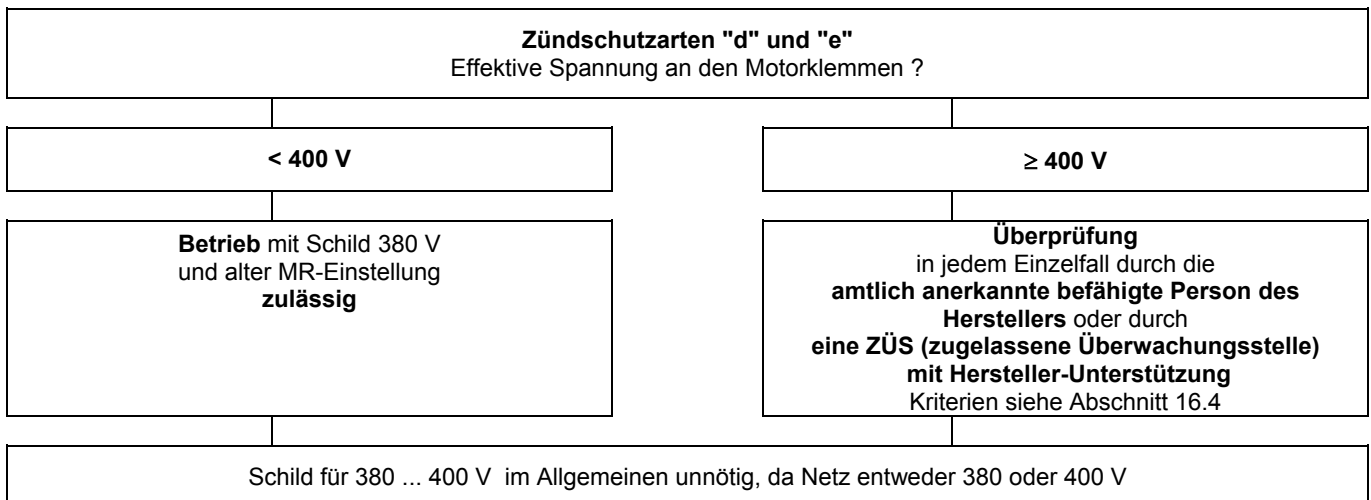 Zündschutzarten "d" und "e"
Effektive Spannung an den Motorklemmen ?
< 400 V
≥ 400 V
Betrieb mit Schild 380 V
und alter MR-Einstellung
zulässig
Überprüfung
in jedem Einzelfall durch die
amtlich anerkannte befähigte Person des
Herstellers oder durch
eine ZÜS (zugelassene Überwachungsstelle)
mit Hersteller-Unterstützung
Kriterien siehe Abschnitt 16.4
Schild für 380 ... 400 V im Allgemeinen unnötig, da Netz entweder 380 oder 400 V